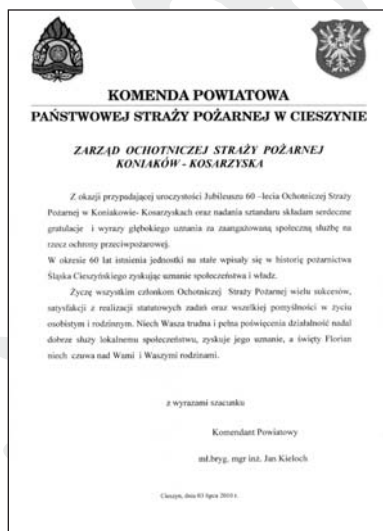 KOMENDA POWIATOWA
PAŃSTWOWEJ STRAŻY POŻARNEJ W CIESZYNIE
ZARZĄD OCHOTNICZEJ STRAŻY POŻARNEJ
KONIAKÓW - KOSARZYSKA
Z okazji przypadającej uroczystości Jubileuszu 60 –lecia Ochotniczej Straży
Pożarnej w Koniakowie- Kosarzyskach oraz nadania sztandaru składam serdeczne
gratulacje i wyrazy głębokiego uznania za zaangażowaną społeczną służbę na
rzecz ochrony przeciwpożarowej.
W okresie 60 lat istnienia jednostki na stałe wpisały się w historię pożarnictwa
Śląska Cieszyńskiego zyskując uznanie społeczeństwa i władz.
Życzę wszystkim członkom Ochotniczej Straży Pożarnej wielu sukcesów,
satysfakcji z realizacji statutowych zadań oraz wszelkiej pomyślności w życiu
osobistym i rodzinnym. Niech Wasza trudna i pełna poświęcenia działalność nadal
dobrze służy lokalnemu społeczeństwu, zyskuje jego uznanie, a święty Florian
niech czuwa nad Wami i Waszymi rodzinami.
z wyrazami szacunku
Komendant Powiatowy
mł.bryg. mgr inż. Jan Kieloch
Cieszyn, dnia 03 lipca 2010 r.